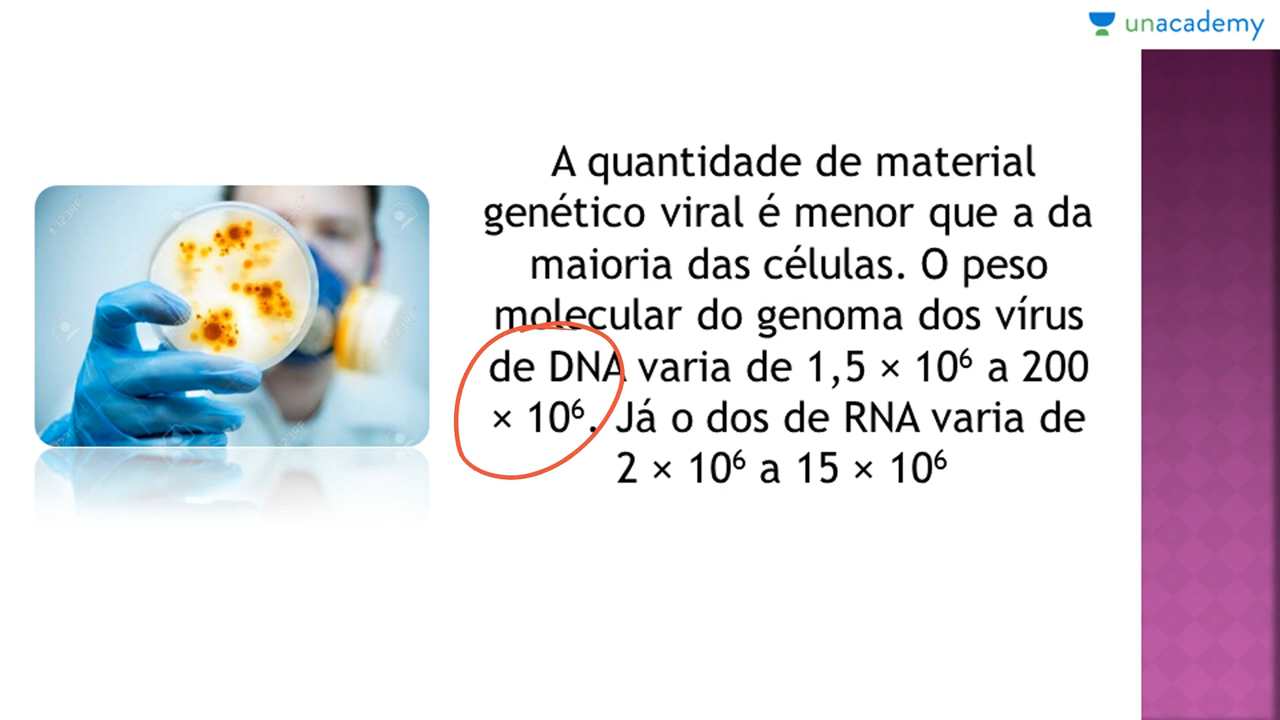 unacademy
A quantidade de material
genético viral é menor que a da
maioria das células. O peso
molecular do genoma dos vírus
de DNA varia de 1,5 × 10⁶ a 200
× 10⁶. Já o dos de RNA varia de
2 × 10⁶ a 15 × 10⁶